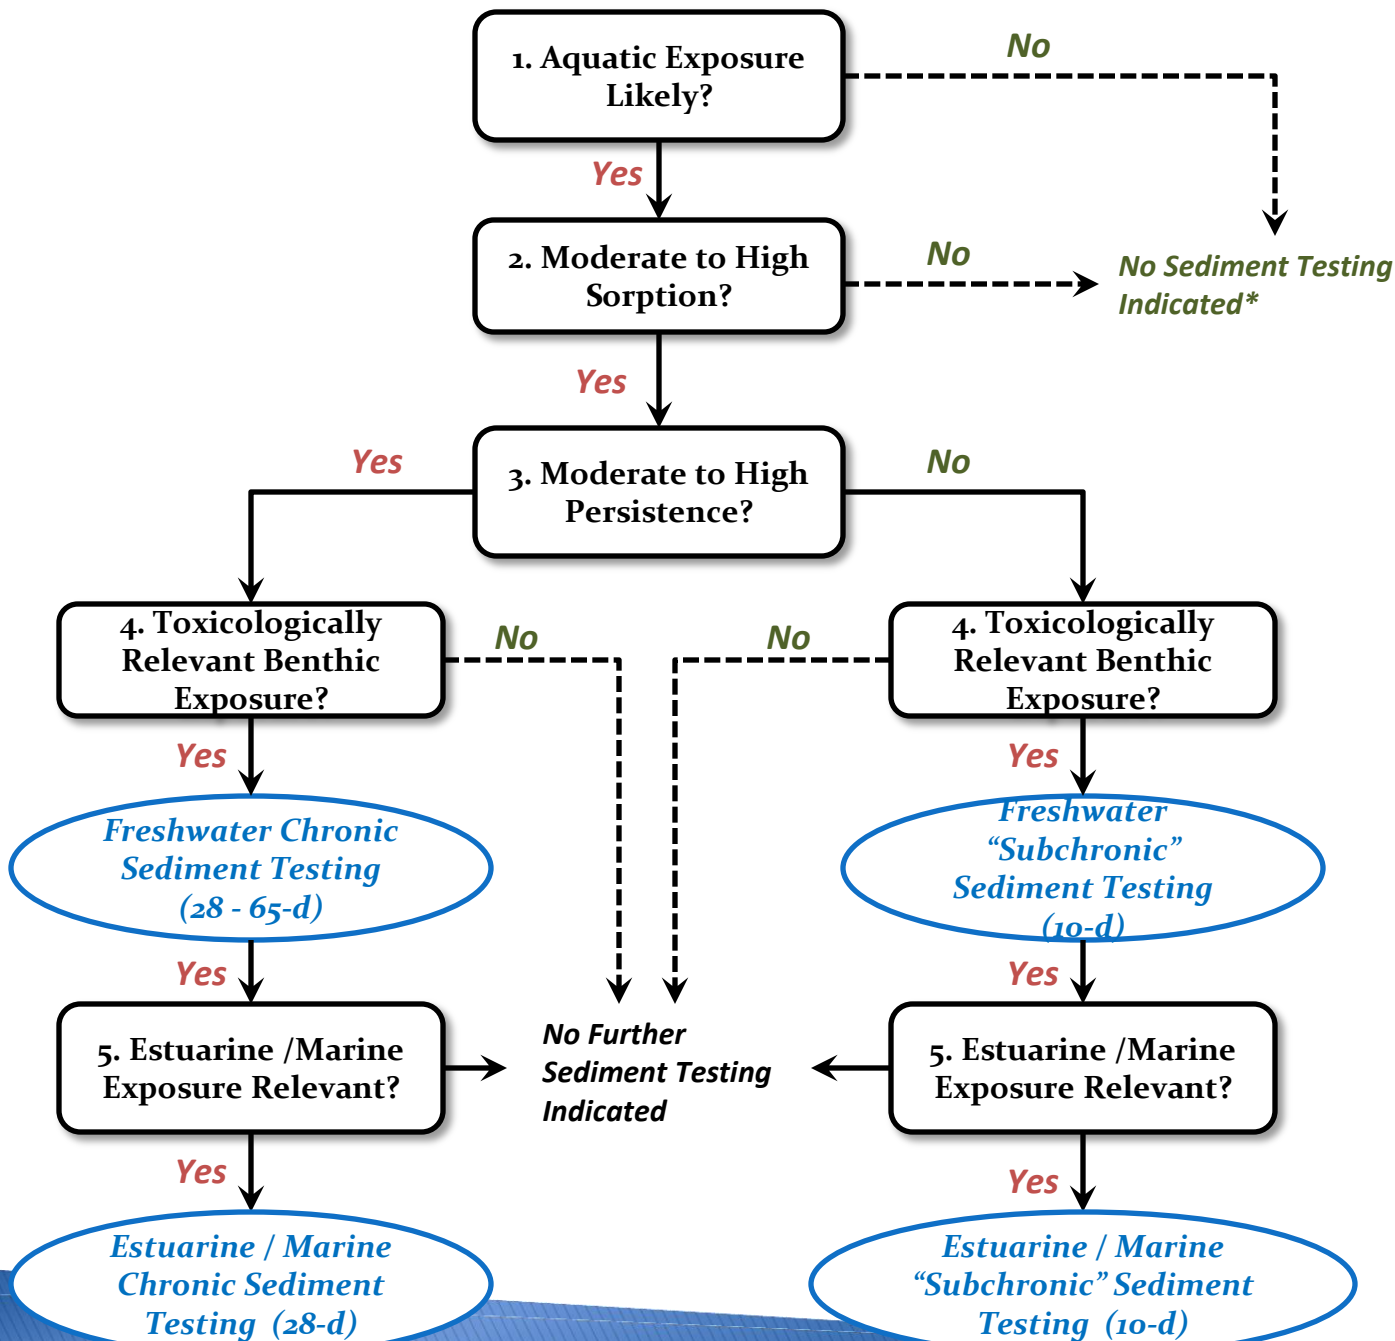 1. Aquatic Exposure
Likely?
No
Yes
2. Moderate to High
Sorption?
No
No Sediment Testing
Indicated*
Yes
3. Moderate to High
Persistence?
Yes
No
4. Toxicologically
Relevant Benthic
Exposure?
No
No
4. Toxicologically
Relevant Benthic
Exposure?
Yes
Yes
Freshwater Chronic
Sediment Testing
(28 - 65-d)
Freshwater
“Subchronic”
Sediment Testing
(10-d)
Yes
Yes
5. Estuarine /Marine
Exposure Relevant?
No Further
Sediment Testing
Indicated
5. Estuarine /Marine
Exposure Relevant?
Yes
Yes
Estuarine / Marine
Chronic Sediment
Testing (28-d)
Estuarine / Marine
“Subchronic” Sediment
Testing (10-d)